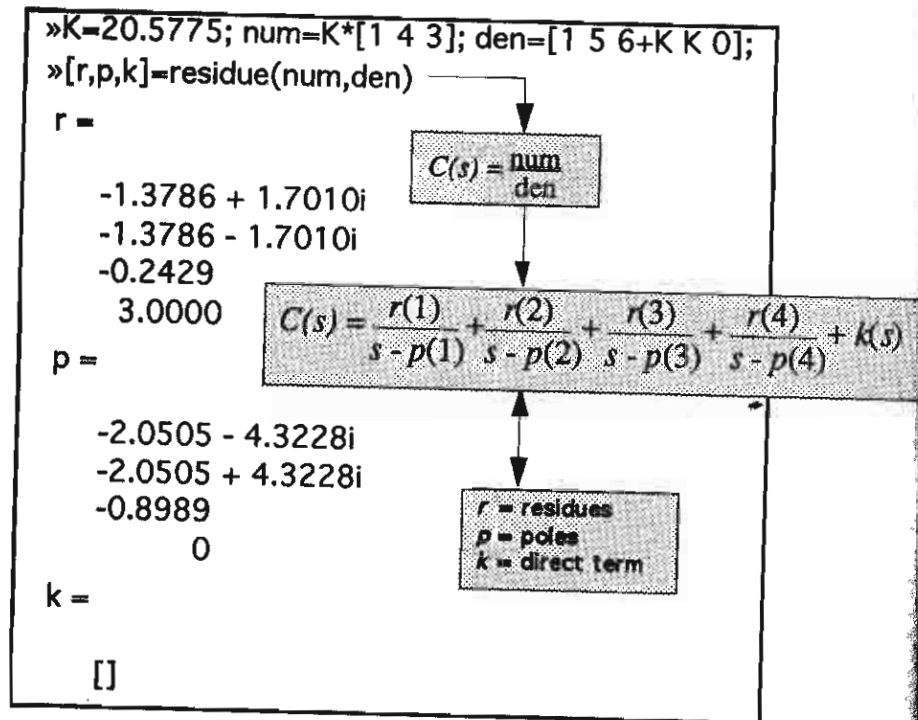 »K=20.5775; num=K*[1 4 3]; den=[1 5 6+K K 0];
»[r,p,k]=residue(num,den)
r =
C(s) = num
den
-1.3786 + 1.7010i
-1.3786 - 1.7010i
-0.2429
3.0000
C(s) = r(1)/(s - p(1)) + r(2)/(s - p(2)) + r(3)/(s - p(3)) + r(4)/(s - p(4)) + k(s)
p =
-2.0505 - 4.3228i
-2.0505 + 4.3228i
-0.8989
0
r = residues
p = poles
k = direct term
k =
[]